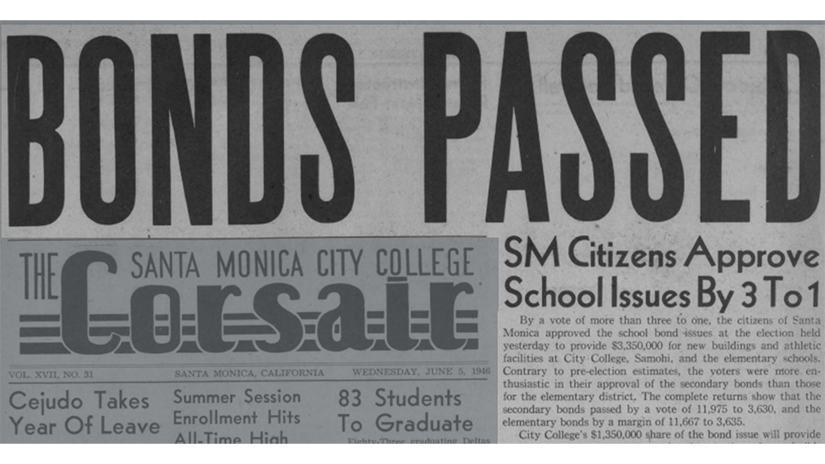 BONDS PASSED
THE
SANTA MONICA CITY COLLEGE
Corsair
VOL. XVII, NO. 31 SANTA MONICA, CALIFORNIA WEDNESDAY, JUNE 5, 1946
Cejudo Takes
Year Of Leave
Summer Session
Enrollment Hits
All-Time High
83 Students
To Graduate
Eighty-Three graduating Deltas
SM Citizens Approve
School Issues By 3 To 1
By a vote of more than three to one, the citizens of Santa
Monica approved the school bond issues at the election held
yesterday to provide $3,350,000 for new buildings and athletic
facilities at City College, Samohi, and the elementary schools.
Contrary to pre-election estimates, the voters were more en-
thusiastic in their approval of the secondary bonds than those
for the elementary district. The complete returns show that the
secondary bonds passed by a vote of 11,975 to 3,630, and the
elementary bonds by a margin of 11,667 to 3,635.
City College's $1,350,000 share of the bond issue will provide